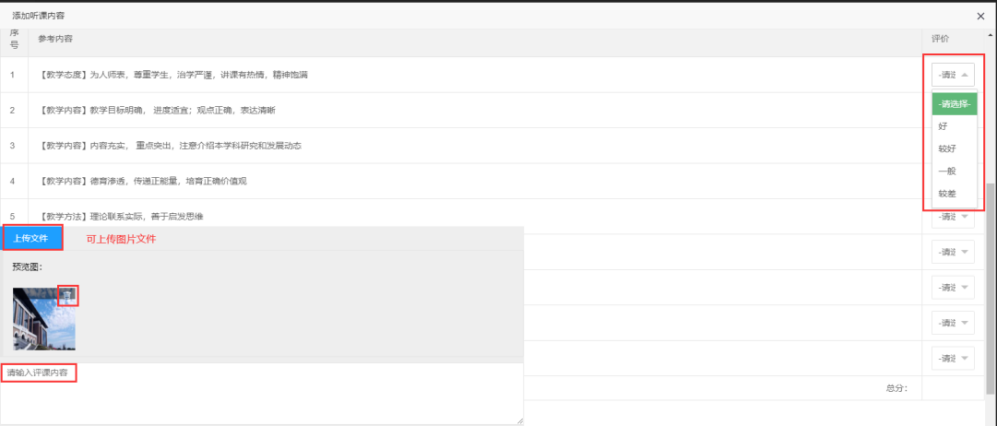 添加听课内容
序号 参考内容 评价
1 【教学态度】为人师表，尊重学生，治学严谨，讲课有热情，精神饱满 -请选
-请选择-
2 【教学内容】教学目标明确， 进度适宜；观点正确，表达清晰
好
3 【教学内容】内容充实， 重点突出，注意介绍本学科研究和发展动态
较好
一般
4 【教学内容】德育渗透，传递正能量，培育正确价值观
较差
5 【教学方法】理论联系实际，善于启发思维 -请选
上传文件 可上传图片文件
-请选
预览图：
-请选
-请选
-请选
请输入评课内容
总分：